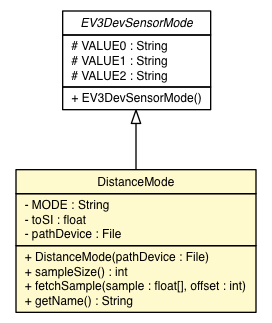 EV3DevSensorMode
# VALUE0 : String
# VALUE1 : String
# VALUE2 : String
+ EV3DevSensorMode()
DistanceMode
- MODE : String
- toSI : float
- pathDevice : File
+ DistanceMode(pathDevice : File)
+ sampleSize() : int
+ fetchSample(sample : float[], offset : int)
+ getName() : String